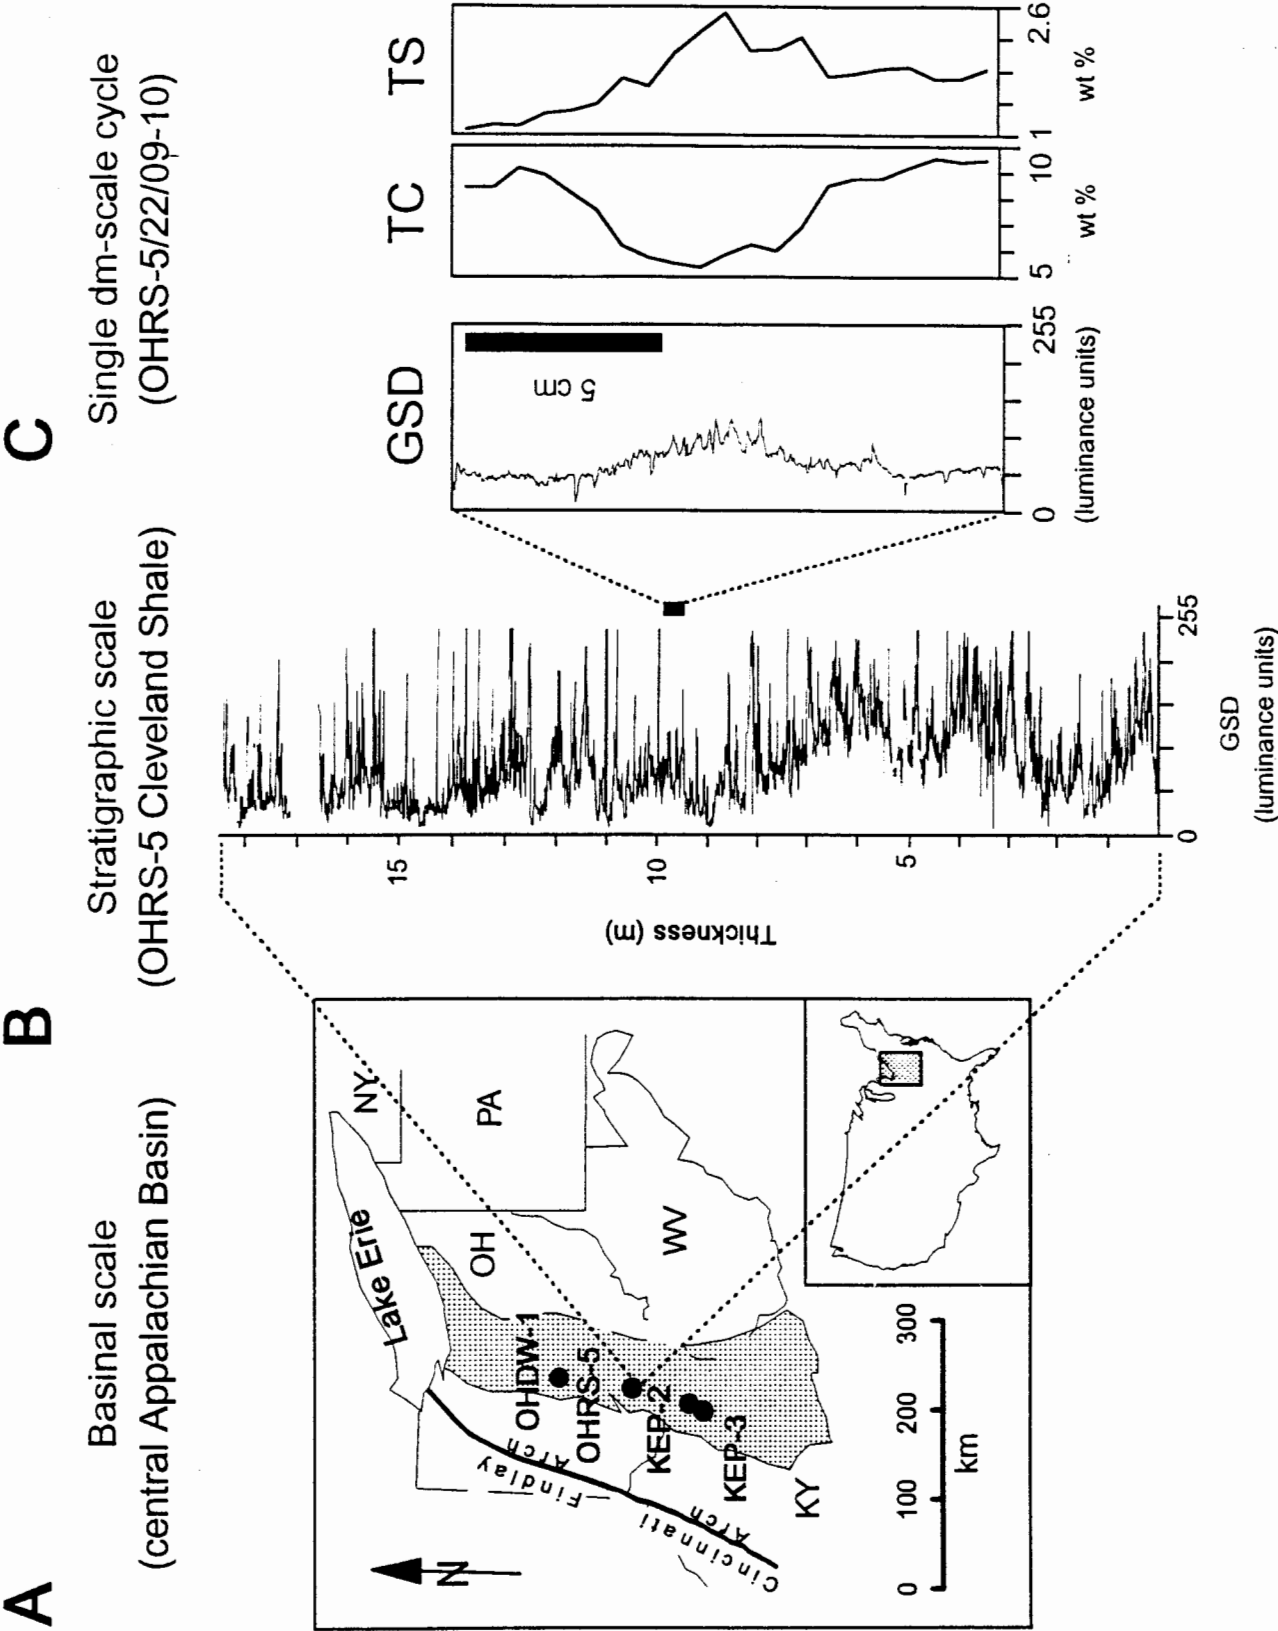 A
Basinal scale
(central Appalachian Basin)
N
Lake Erie
NY
PA
OH
WV
KY
OHDW-1
OHRS-5
KEP-2
KEP-3
Findlay Arch
Cincinnati Arch
0 100 200 300
km
B
Stratigraphic scale
(OHRS-5 Cleveland Shale)
Thickness (m)
15
10
5
0 255
GSD
(luminance units)
C
Single dm-scale cycle
(OHRS-5/22/09-10)
GSD
5 cm
0 255
(luminance units)
TC
5 10
wt %
TS
1 2.6
wt %